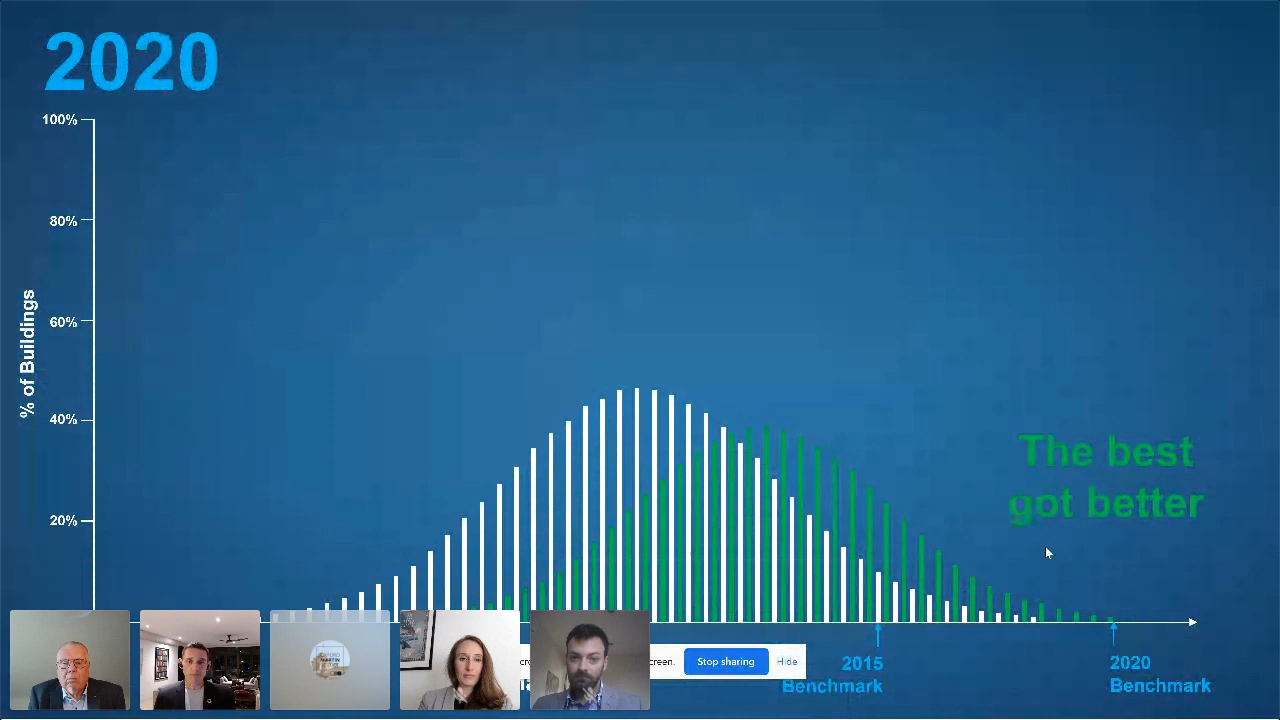 2020
100%
80%
60%
40%
20%
% of Buildings
The best
got better
Stop sharing
Hide
2015
Benchmark
2020
Benchmark